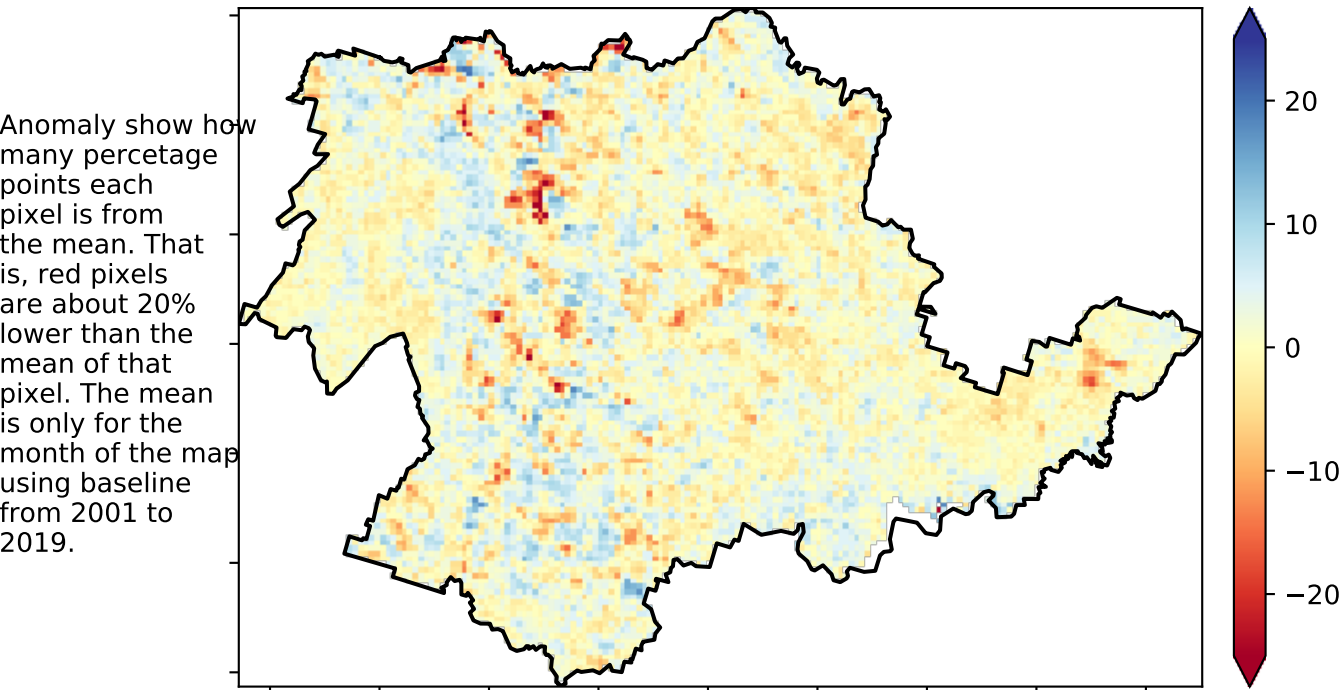 Anomaly show how
many percetage
points each
pixel is from
the mean. That
is, red pixels
are about 20%
lower than the
mean of that
pixel. The mean
is only for the
month of the map
using baseline
from 2001 to
2019.
20
10
0
−10
−20